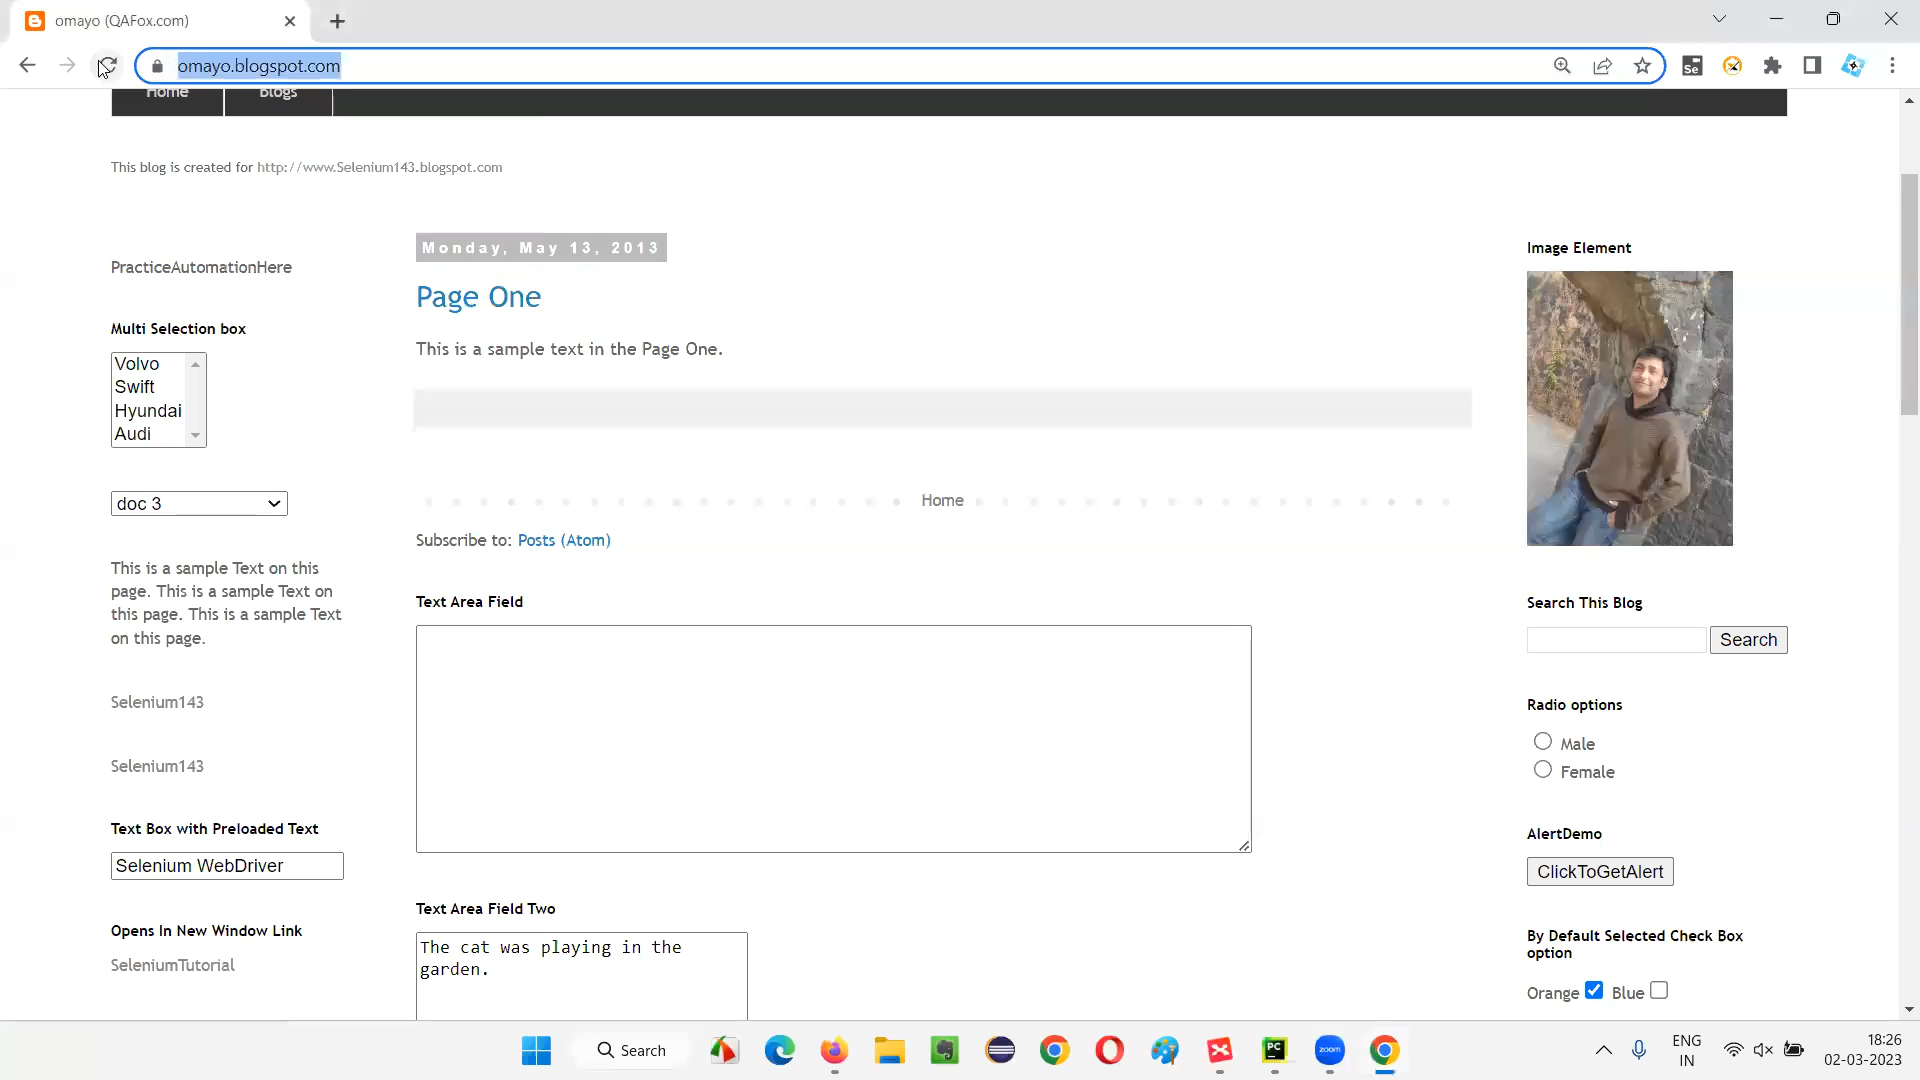 omayo (QAFox.com)
omayo.blogspot.com
Home
Blogs
This blog is created for http://www.Selenium143.blogspot.com
PracticeAutomationHere
Multi Selection box
Volvo
Swift
Hyundai
Audi
doc 3
This is a sample Text on this
page. This is a sample Text on
this page. This is a sample Text
on this page.
Selenium143
Selenium143
Text Box with Preloaded Text
Selenium WebDriver
Opens In New Window Link
SeleniumTutorial
Monday, May 13, 2013
Page One
This is a sample text in the Page One.
Home
Subscribe to: Posts (Atom)
Text Area Field
Text Area Field Two
The cat was playing in the
garden.
Image Element
Search This Blog
Search
Radio options
Male
Female
AlertDemo
ClickToGetAlert
By Default Selected Check Box
option
Orange Blue
Search
Se
PC
zoom
ENG
IN
18:26
02-03-2023